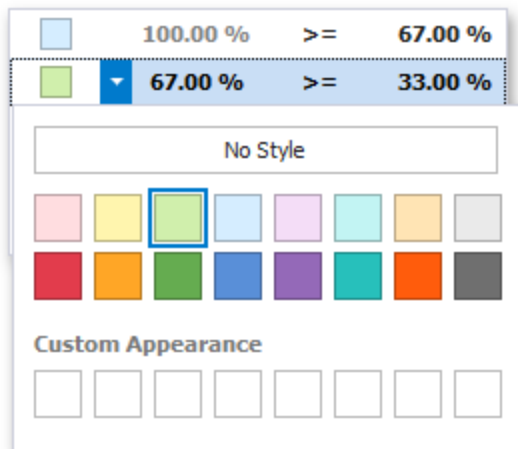 100.00 % >= 67.00 %
67.00 % >= 33.00 %
No Style
Custom Appearance